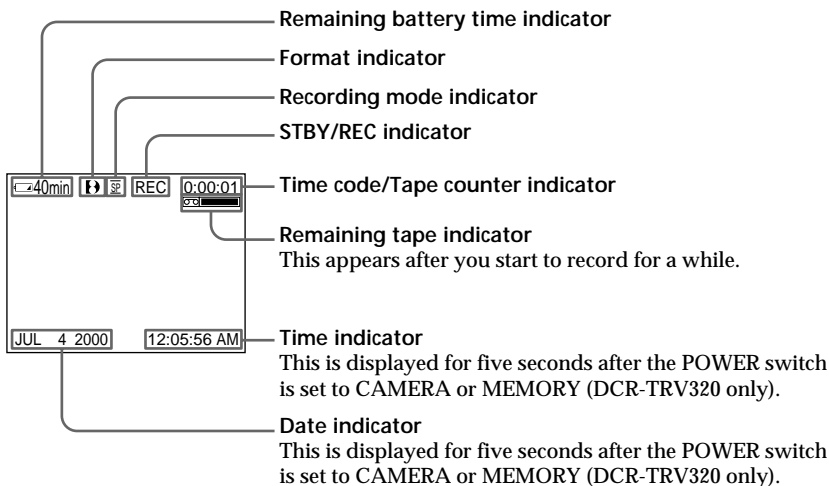 Remaining battery time indicator
Format indicator
Recording mode indicator
STBY/REC indicator
40min SP REC 0:00:01
Time code/Tape counter indicator
Remaining tape indicator
This appears after you start to record for a while.
JUL 4 2000 12:05:56 AM
Time indicator
This is displayed for five seconds after the POWER switch
is set to CAMERA or MEMORY (DCR-TRV320 only).
Date indicator
This is displayed for five seconds after the POWER switch
is set to CAMERA or MEMORY (DCR-TRV320 only).